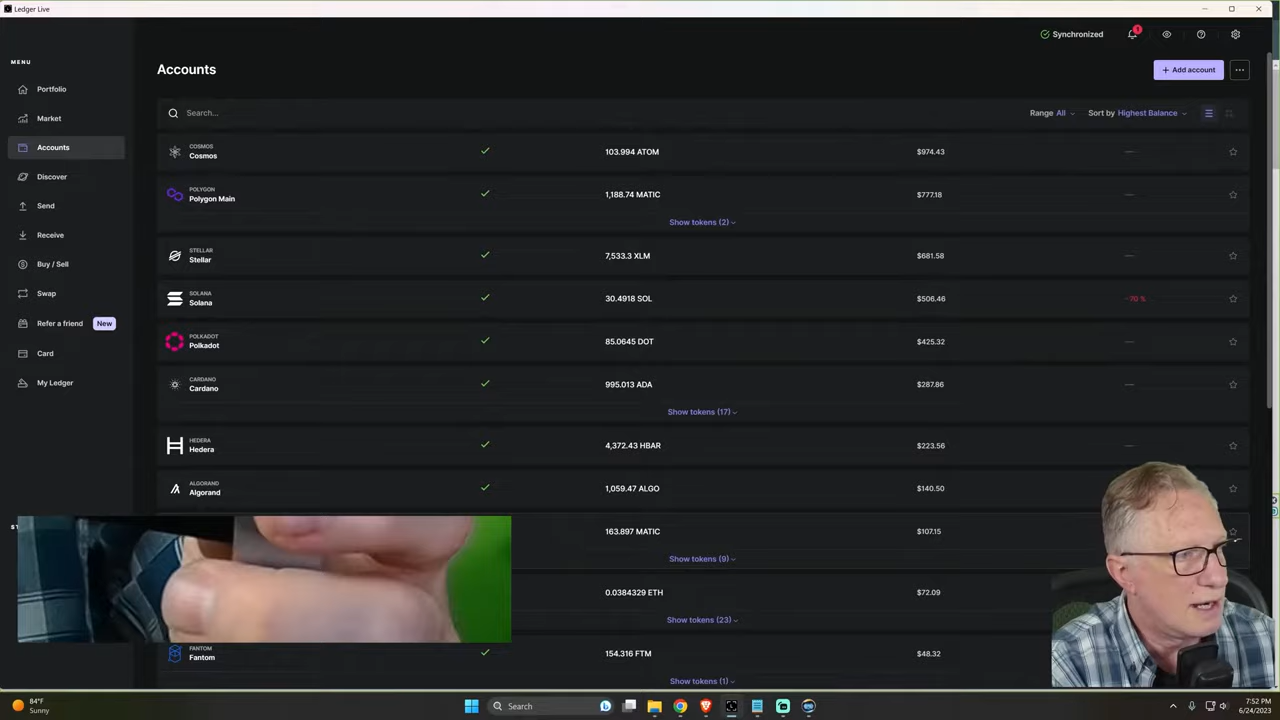 Ledger Live
MENU
Portfolio
Market
Accounts
Discover
Send
Receive
Buy / Sell
Swap
Refer a friend New
Card
My Ledger
1
Synchronized
Accounts
+ Add account
Search...
Range All
Sort by Highest Balance
COSMOS
Cosmos 103.994 ATOM $974.43
POLYGON
Polygon Main 1,188.74 MATIC $777.18
Show tokens (2)
STELLAR
Stellar 7,533.3 XLM $681.58
SOLANA
Solana 30.4918 SOL $506.46 -70 %
POLKADOT
Polkadot 85.0645 DOT $425.32
CARDANO
Cardano 995.013 ADA $287.86
Show tokens (17)
HEDERA
Hedera 4,372.43 HBAR $223.56
ALGORAND
Algorand 1,059.47 ALGO $140.50
163.897 MATIC $107.15
Show tokens (9)
0.0384329 ETH $72.09
Show tokens (23)
Fantom 154.316 FTM $48.32
Show tokens (1)
84°F
Sunny
Search
7:52 PM
6/24/2023